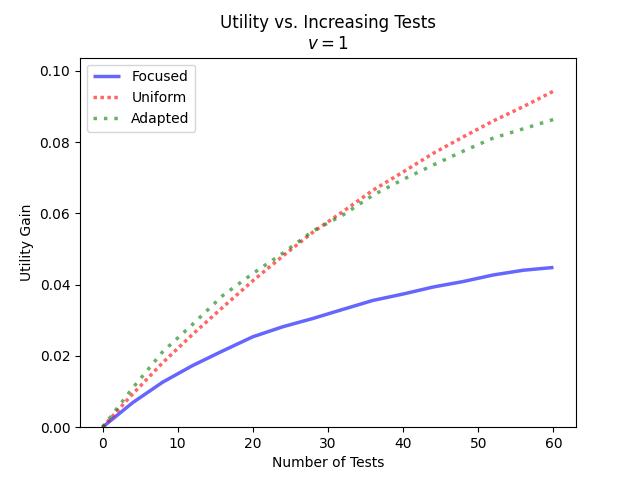 Utility vs. Increasing Tests
v = 1
Focused
Uniform
Adapted
Utility Gain
0.10
0.08
0.06
0.04
0.02
0.00
0 10 20 30 40 50 60
Number of Tests